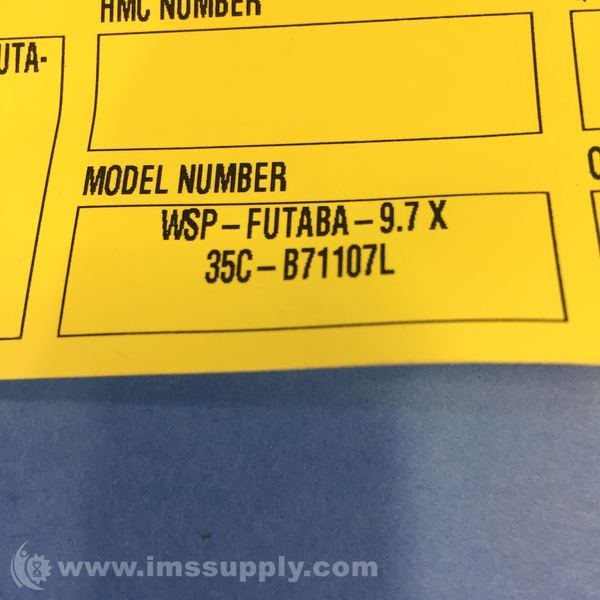 HMC NUMBER
UTA-
MODEL NUMBER
WSP-FUTABA-9.7 X
35C-B71107L
www.imssupply.com